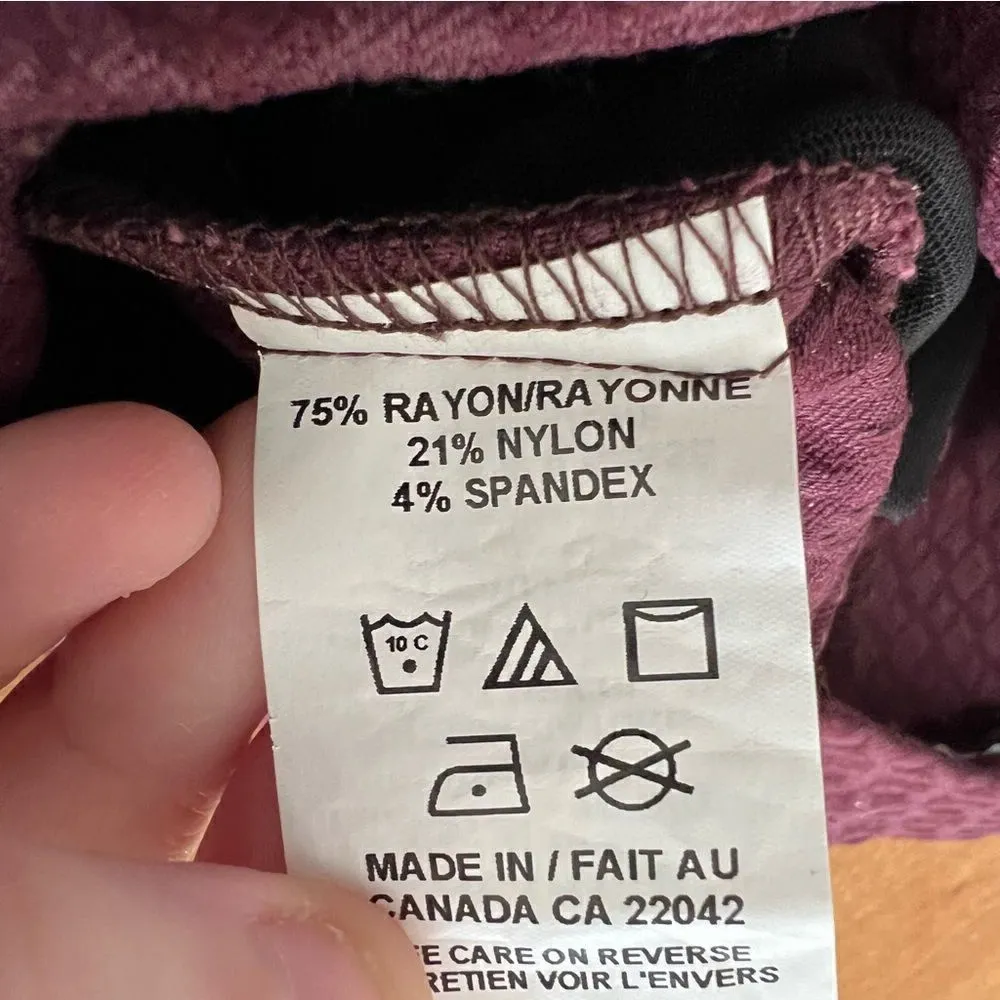 75% RAYON/RAYONNE
21% NYLON
4% SPANDEX
10 C
MADE IN / FAIT AU
CANADA CA 22042
CARE ON REVERSE
VOIR L'ENVERS